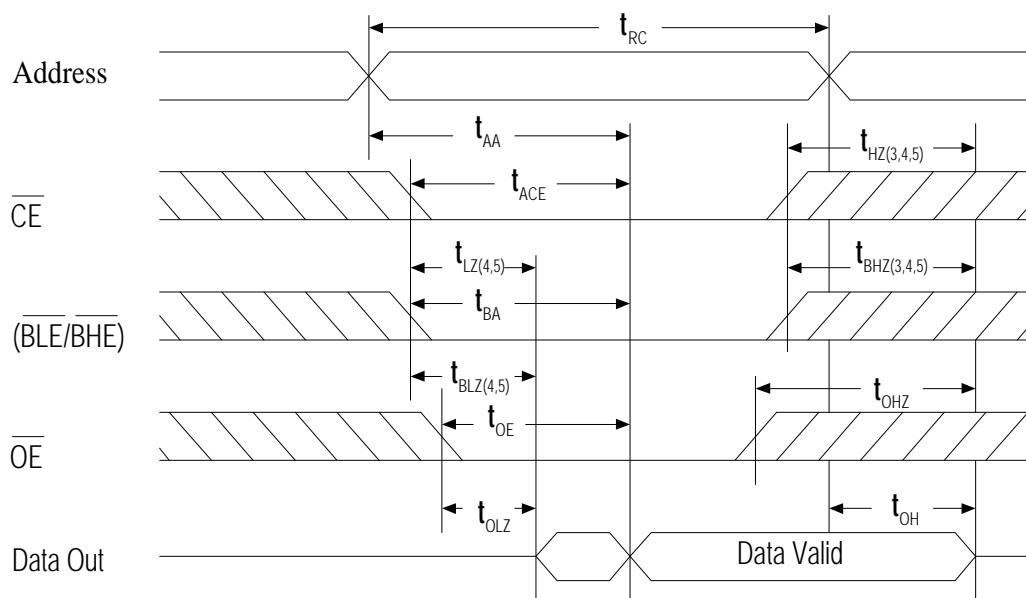 tRC
Address
tAA
tHZ(3,4,5)
tACE
CE
tLZ(4,5)
tBHZ(3,4,5)
tBA
(BLE/BHE)
tBLZ(4,5)
tOHZ
tOE
OE
tOLZ
tOH
Data Out
Data Valid